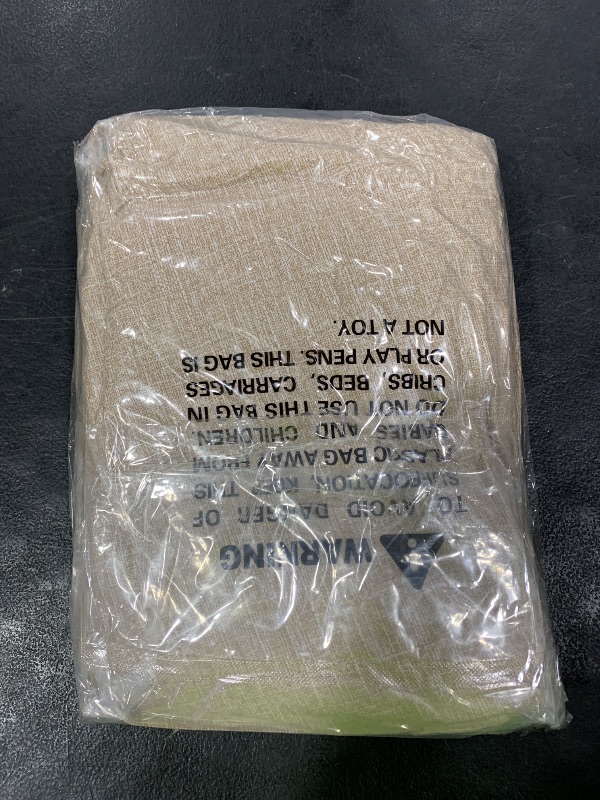 WARNING
TO AVOID DANGER OF
SUFFOCATION, KEEP THIS
PLASTIC BAG AWAY FROM
BABIES AND CHILDREN.
DO NOT USE THIS BAG IN
CRIBS, BEDS, CARRIAGES
OR PLAY PENS. THIS BAG IS
NOT A TOY.